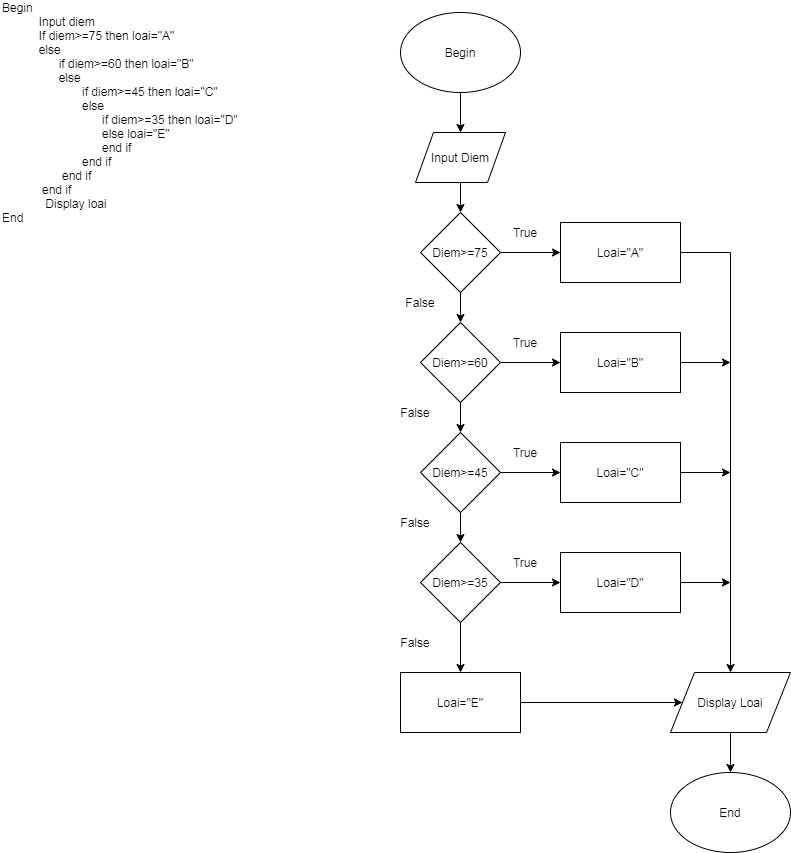 Begin
Input diem
If diem>=75 then loai="A"
else
if diem>=60 then loai="B"
else
if diem>=45 then loai="C"
else
if diem>=35 then loai="D"
else loai="E"
end if
end if
end if
end if
Display loai
End
Begin
Input Diem
Diem>=75
True
Loai="A"
False
Diem>=60
True
Loai="B"
False
Diem>=45
True
Loai="C"
False
Diem>=35
True
Loai="D"
False
Loai="E"
Display Loai
End